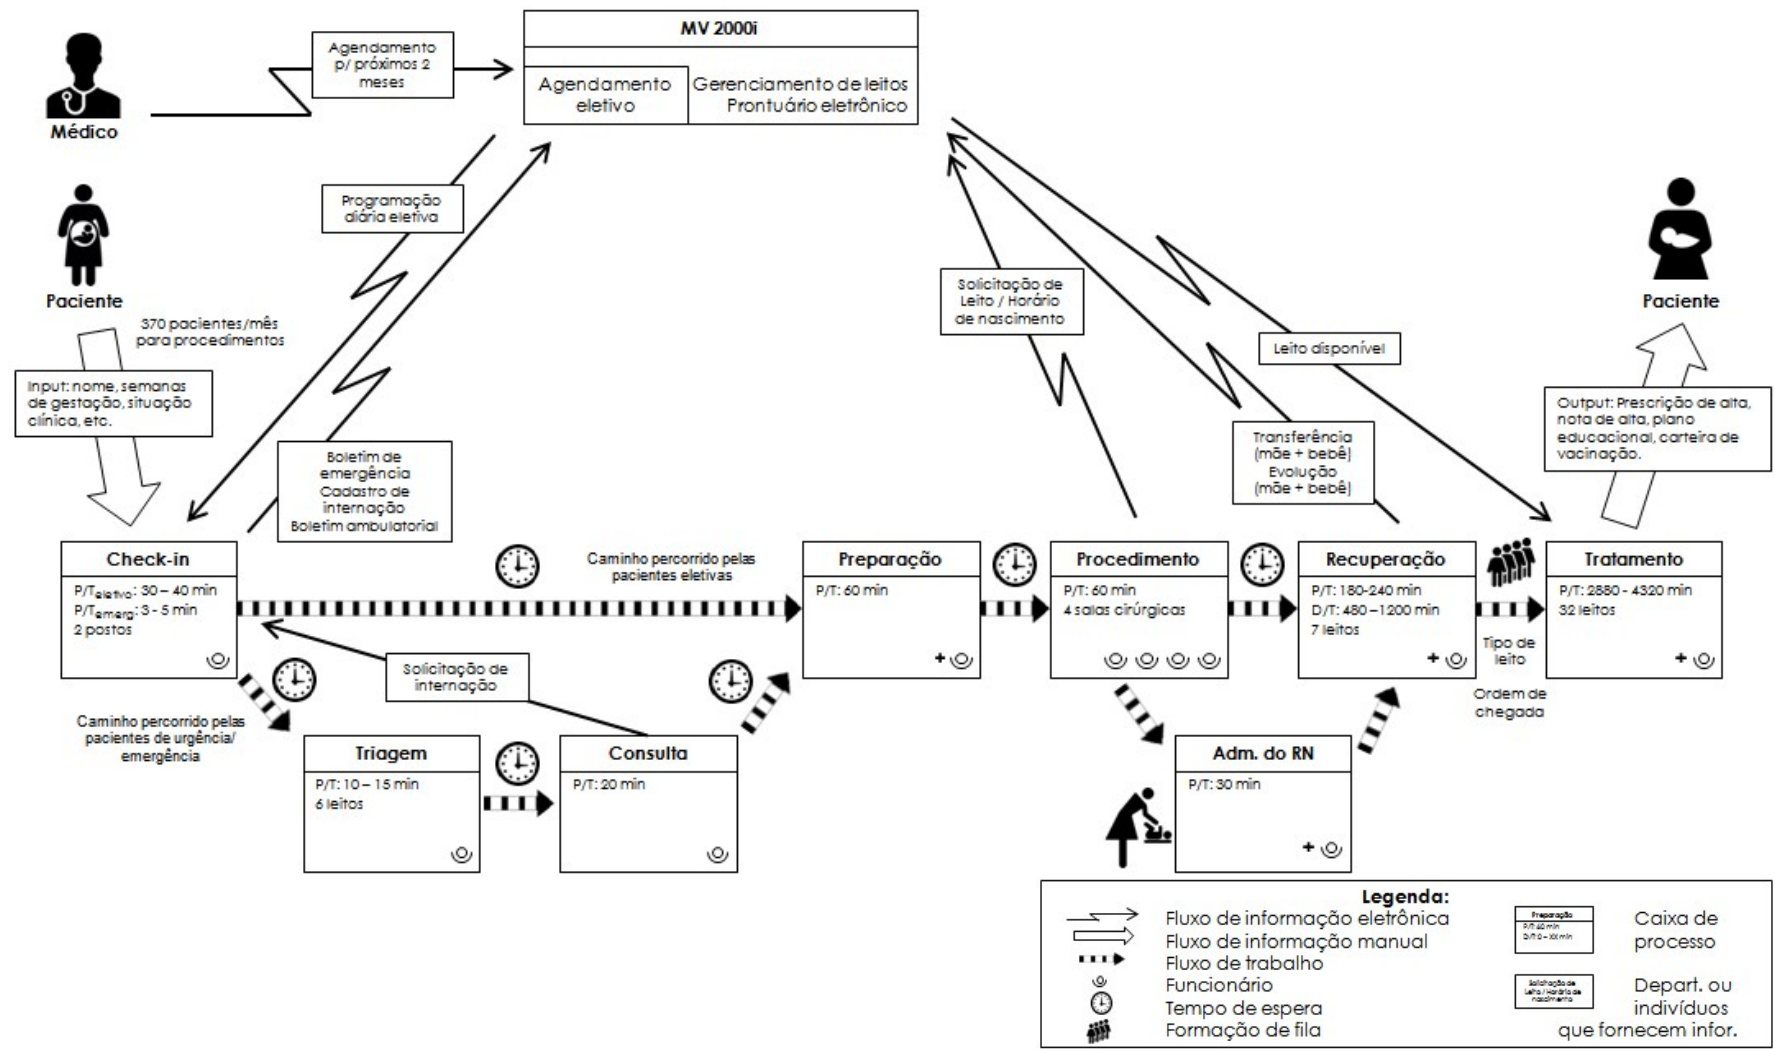 MV 2000i
Agendamento
eletivo
Gerenciamento de leitos
Prontuário eletrônico
Agendamento
p/ próximos 2
meses
Médico
Programação
diária eletiva
Paciente
370 pacientes/mês
para procedimentos
Input: nome, semanas
de gestação, situação
clínica, etc.
Boletim de
emergência
Cadastro de
internação
Boletim ambulatorial
Solicitação de
Leito / Horário
de nascimento
Leito disponível
Transferência
(mãe + bebê)
Evolução
(mãe + bebê)
Paciente
Output: Prescrição de alta,
nota de alta, plano
educacional, carteira de
vacinação.
Check-in
P/Teletivo: 30 – 40 min
P/Temerg: 3 - 5 min
2 postos
Caminho percorrido pelas
pacientes eletivas
Preparação
P/T: 60 min
+
Procedimento
P/T: 60 min
4 salas cirúrgicas
Recuperação
P/T: 180-240 min
D/T: 480 –1200 min
7 leitos
+
Tipo de
leito
Ordem de
chegada
Tratamento
P/T: 2880 - 4320 min
32 leitos
+
Solicitação de
internação
Caminho percorrido pelas
pacientes de urgência/
emergência
Triagem
P/T: 10 – 15 min
6 leitos
Consulta
P/T: 20 min
Adm. do RN
P/T: 30 min
+
Legenda:
Fluxo de informação eletrônica
Fluxo de informação manual
Fluxo de trabalho
Funcionário
Tempo de espera
Formação de fila
Preparação
Caixa de
processo
Solicitação de
Leito / Horário de
nascimento
Depart. ou
indivíduos
que fornecem infor.